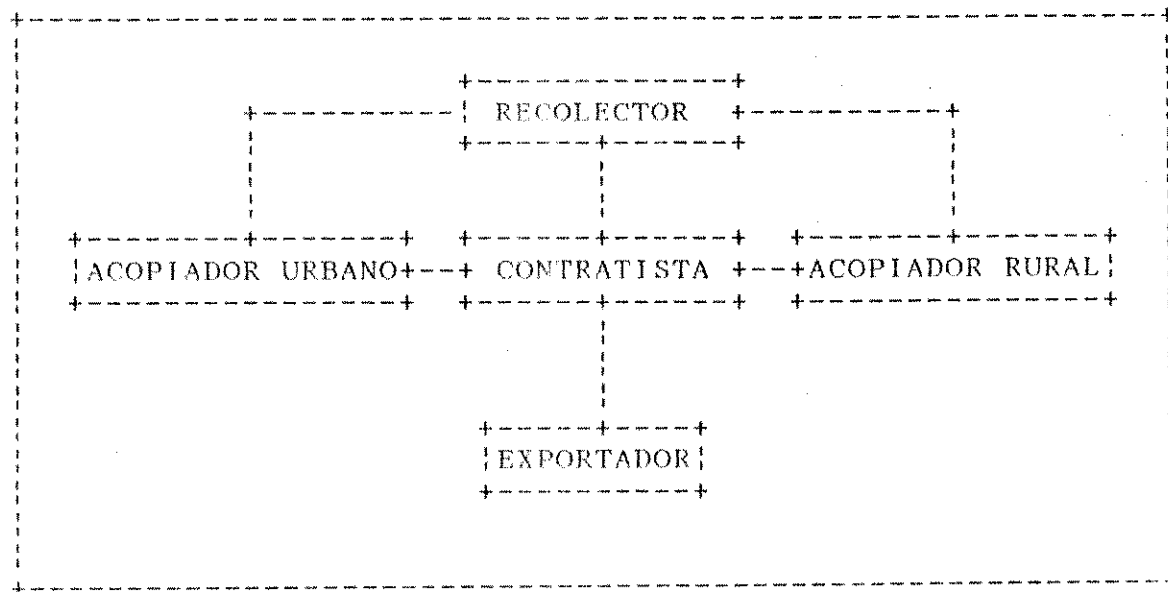 RECOLECTOR
ACOPIADOR URBANO CONTRATISTA ACOPIADOR RURAL
EXPORTADOR